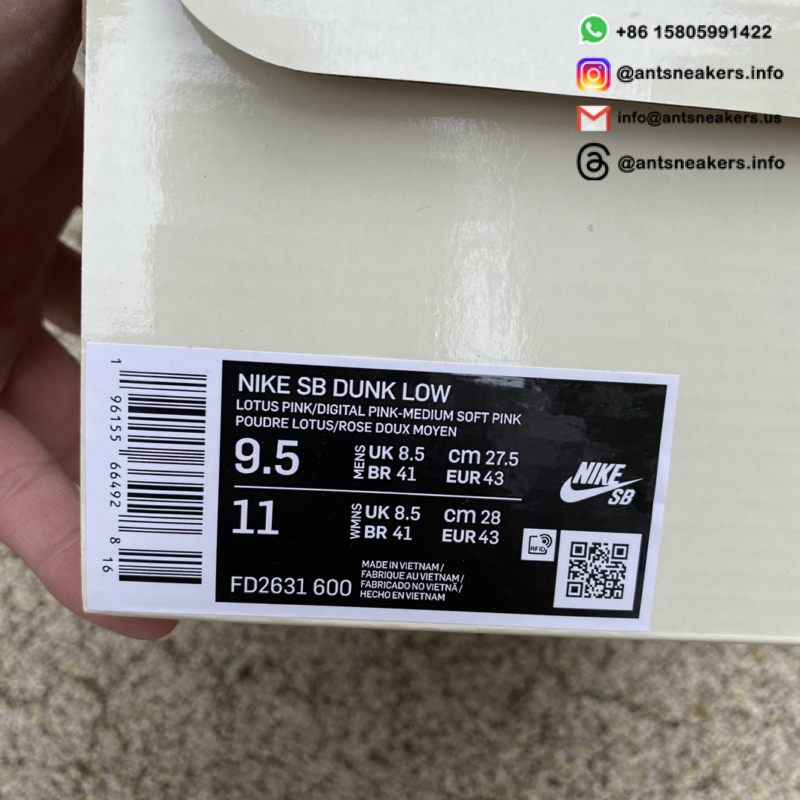 +86 15805991422
@antsneakers.info
info@antsneakers.us
@antsneakers.info
NIKE SB DUNK LOW
LOTUS PINK/DIGITAL PINK-MEDIUM SOFT PINK
POUDRE LOTUS/ROSE DOUX MOYEN
9.5 MENS UK 8.5 cm 27.5
BR 41 EUR 43
11 WMNS UK 8.5 cm 28
BR 41 EUR 43
NIKE
SB
RFID
FD2631 600
MADE IN VIETNAM /
FABRIQUE AU VIETNAM /
FABRICADO NO VIETNÃ /
HECHO EN VIETNAM
1 96155 66492 8 16